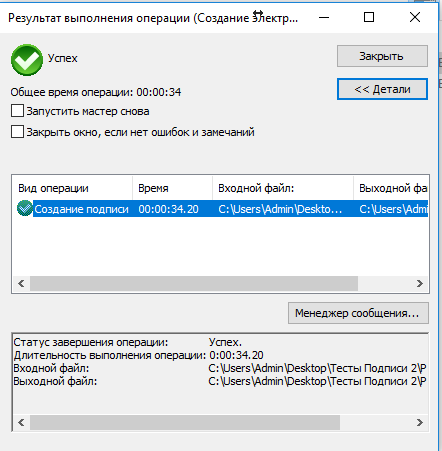 Результат выполнения операции (Создание электр...
Успех
Закрыть
Общее время операции: 00:00:34
<< Детали
Запустить мастер снова
Закрыть окно, если нет ошибок и замечаний
Вид операции Время Входной файл: Выходной фа
Создание подписи 00:00:34.20 C:\Users\Admin\Deskto... C:\Users\Admi
Менеджер сообщения...
Статус завершения операции: Успех.
Длительность выполнения операции: 0:00:34.20
Входной файл: C:\Users\Admin\Desktop\Тесты Подписи 2\P
Выходной файл: C:\Users\Admin\Desktop\Тесты Подписи 2\P